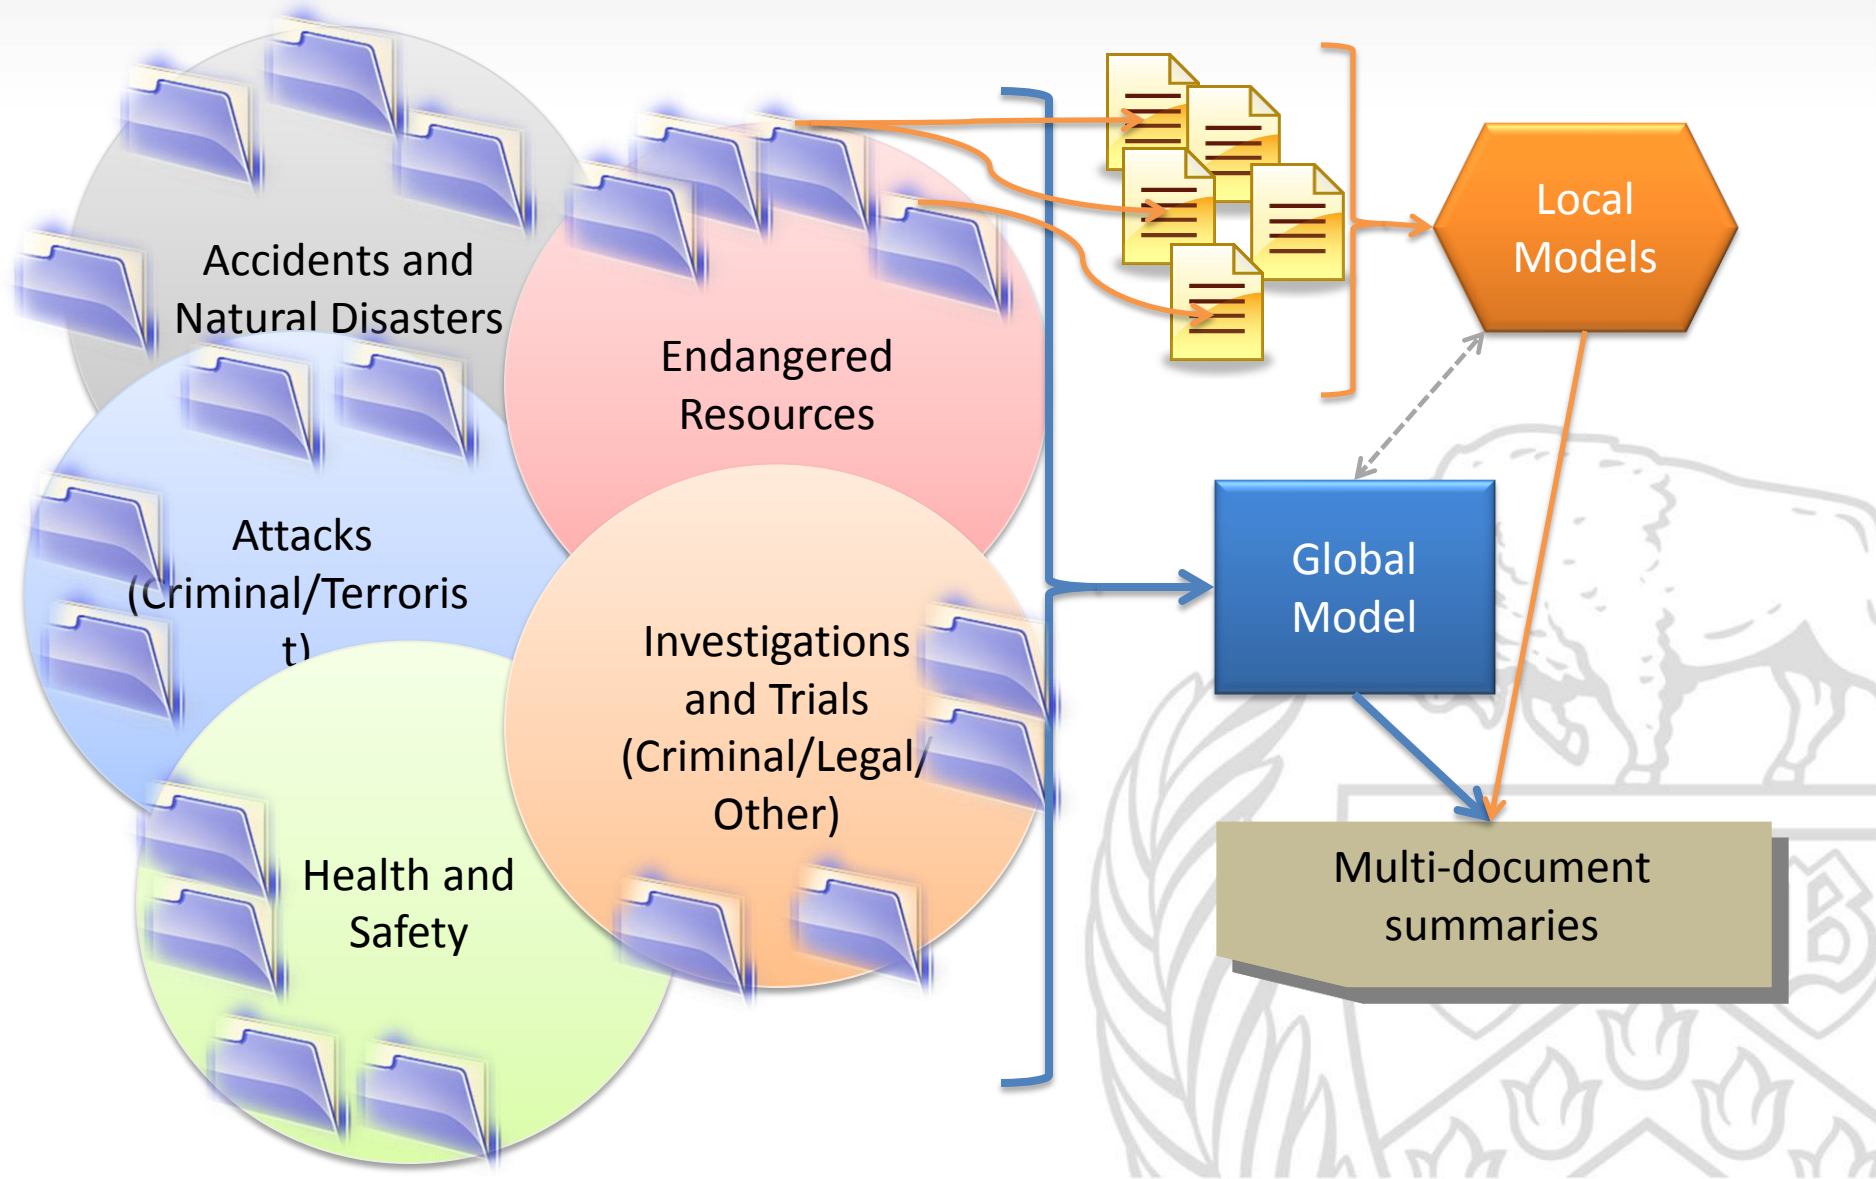 Accidents and
Natural Disasters
Endangered
Resources
Attacks
(Criminal/Terroris
t)
Investigations
and Trials
(Criminal/Legal/
Other)
Health and
Safety
Local
Models
Global
Model
Multi-document
summaries
B